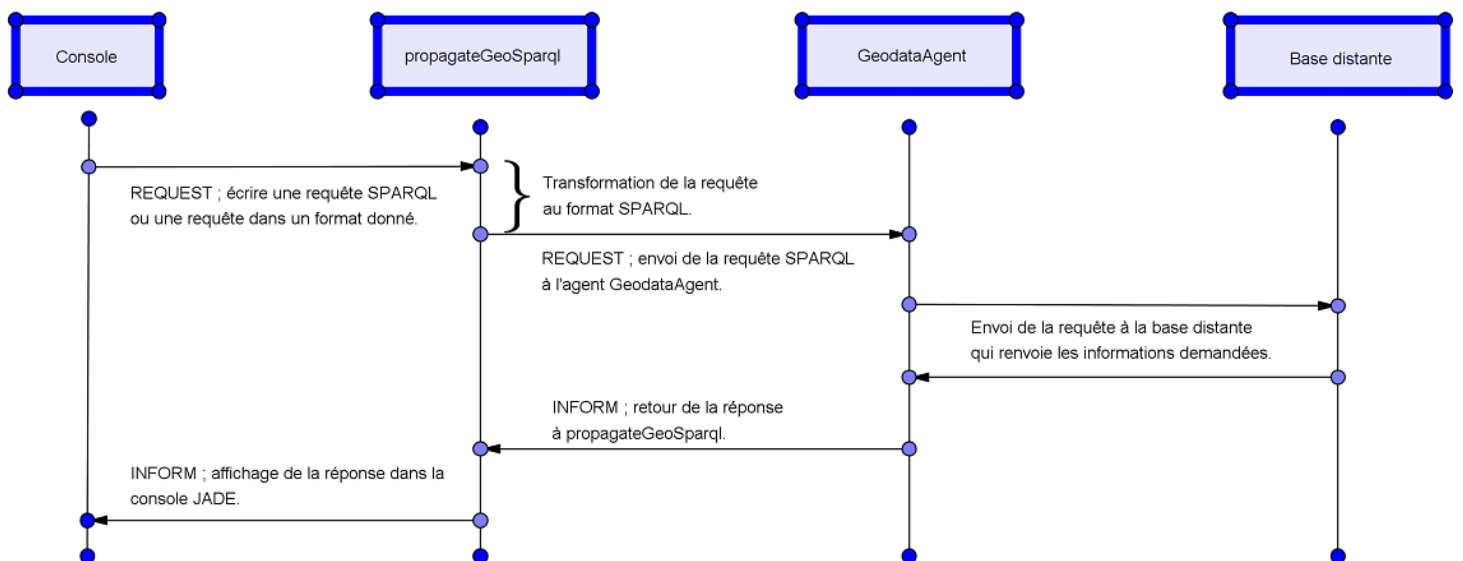 Console
propagateGeoSparql
GeodataAgent
Base distante
REQUEST ; écrire une requête SPARQL
ou une requête dans un format donné.
Transformation de la requête
au format SPARQL.
REQUEST ; envoi de la requête SPARQL
à l'agent GeodataAgent.
Envoi de la requête à la base distante
qui renvoie les informations demandées.
INFORM ; retour de la réponse
à propagateGeoSparql.
INFORM ; affichage de la réponse dans la
console JADE.